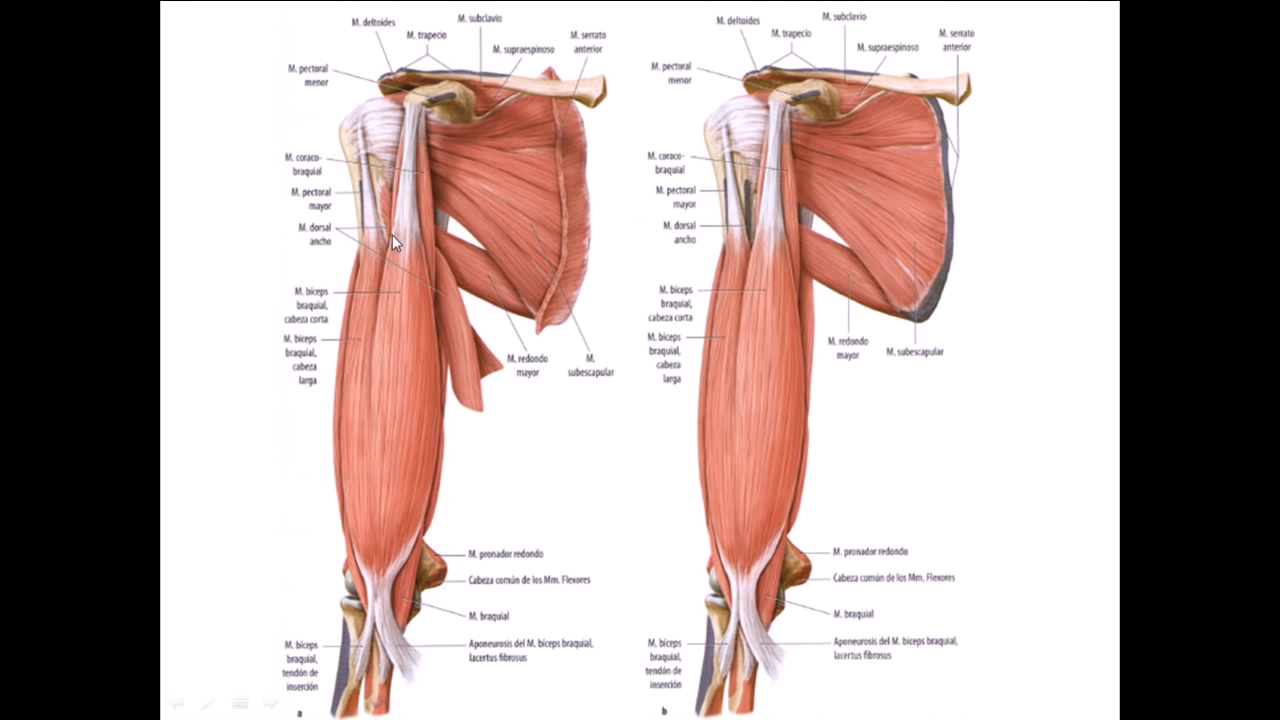 M. deltoides
M. subclavio
M. trapecio
M. serrato
anterior
M. supraespinoso
M. pectoral
menor
M. coraco-
braquial
M. pectoral
mayor
M. dorsal
ancho
M. bíceps
braquial,
cabeza corta
M. bíceps
braquial,
cabeza
larga
M. redondo
mayor
M.
subescapular
M. pronador redondo
Cabeza común de los Mm. Flexores
M. braquial
Aponeurosis del M. bíceps braquial,
lacertus fibrosus
M. bíceps
braquial,
tendón de
inserción
a
M. deltoides
M. subclavio
M. trapecio
M. serrato
anterior
M. supraespinoso
M. pectoral
menor
M. coraco-
braquial
M. pectoral
mayor
M. dorsal
ancho
M. bíceps
braquial,
cabeza corta
M. bíceps
braquial,
cabeza
larga
M. redondo
mayor
M. subescapular
M. pronador redondo
Cabeza común de los Mm. Flexores
M. braquial
Aponeurosis del M. bíceps braquial,
lacertus fibrosus
M. bíceps
braquial,
tendón de
inserción
b